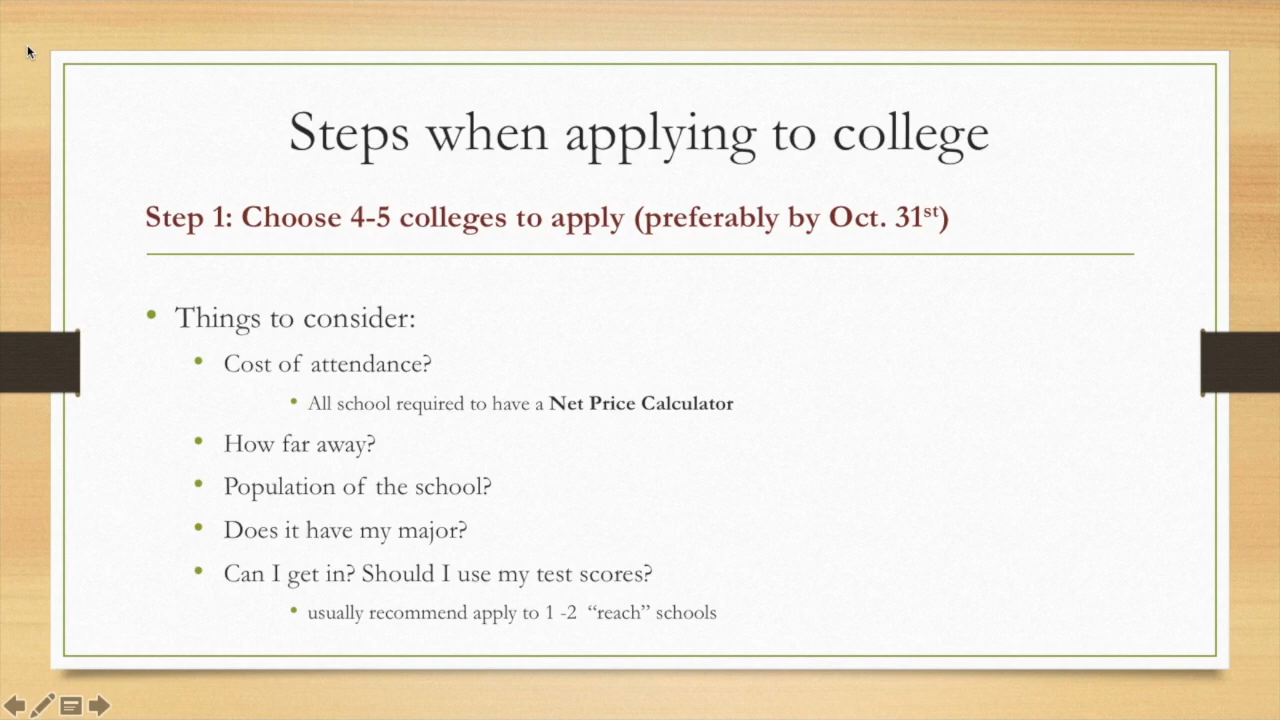 Steps when applying to college
Step 1: Choose 4-5 colleges to apply (preferably by Oct. 31st)
• Things to consider:
• Cost of attendance?
• All school required to have a Net Price Calculator
• How far away?
• Population of the school?
• Does it have my major?
• Can I get in? Should I use my test scores?
• usually recommend apply to 1 -2 “reach” schools